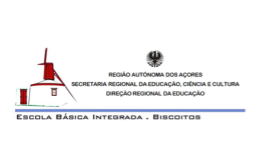 REGIÃO AUTÓNOMA DOS AÇORES
SECRETARIA REGIONAL DA EDUCAÇÃO, CIÊNCIA E CULTURA
DIREÇÃO REGIONAL DA EDUCAÇÃO
ESCOLA BÁSICA INTEGRADA . BISCOITOS